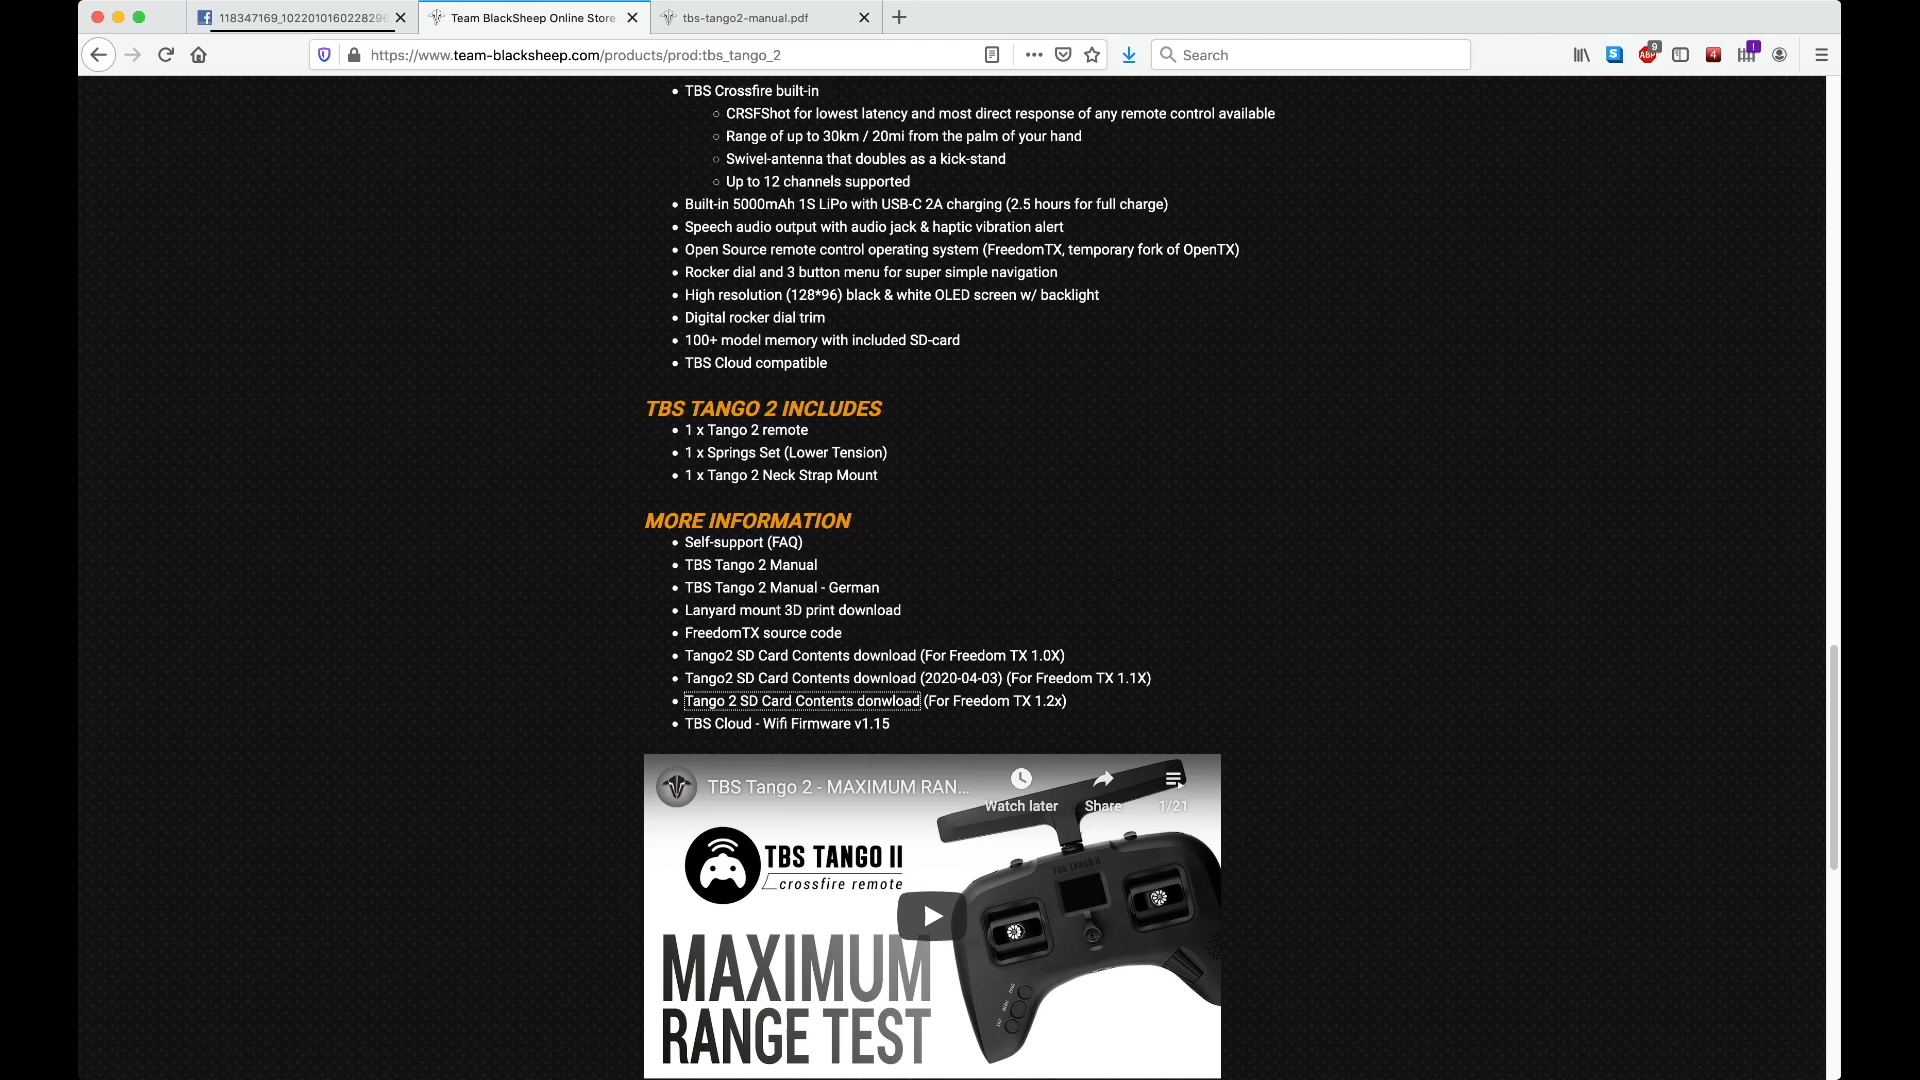 118347169_1022010160228296
Team BlackSheep Online Store
tbs-tango2-manual.pdf
https://www.team-blacksheep.com/products/prod:tbs_tango_2
Search
S
ABP
9
4
!
TBS Crossfire built-in
CRSFShot for lowest latency and most direct response of any remote control available
Range of up to 30km / 20mi from the palm of your hand
Swivel-antenna that doubles as a kick-stand
Up to 12 channels supported
Built-in 5000mAh 1S LiPo with USB-C 2A charging (2.5 hours for full charge)
Speech audio output with audio jack & haptic vibration alert
Open Source remote control operating system (FreedomTX, temporary fork of OpenTX)
Rocker dial and 3 button menu for super simple navigation
High resolution (128*96) black & white OLED screen w/ backlight
Digital rocker dial trim
100+ model memory with included SD-card
TBS Cloud compatible
TBS TANGO 2 INCLUDES
1 x Tango 2 remote
1 x Springs Set (Lower Tension)
1 x Tango 2 Neck Strap Mount
MORE INFORMATION
Self-support (FAQ)
TBS Tango 2 Manual
TBS Tango 2 Manual - German
Lanyard mount 3D print download
FreedomTX source code
Tango2 SD Card Contents download (For Freedom TX 1.0X)
Tango2 SD Card Contents download (2020-04-03) (For Freedom TX 1.1X)
Tango 2 SD Card Contents donwload (For Freedom TX 1.2x)
TBS Cloud - Wifi Firmware v1.15
TBS Tango 2 - MAXIMUM RAN...
Watch later
Share
1/21
TBS TANGO II
crossfire remote
TBS TANGO II
MAXIMUM
RANGE TEST